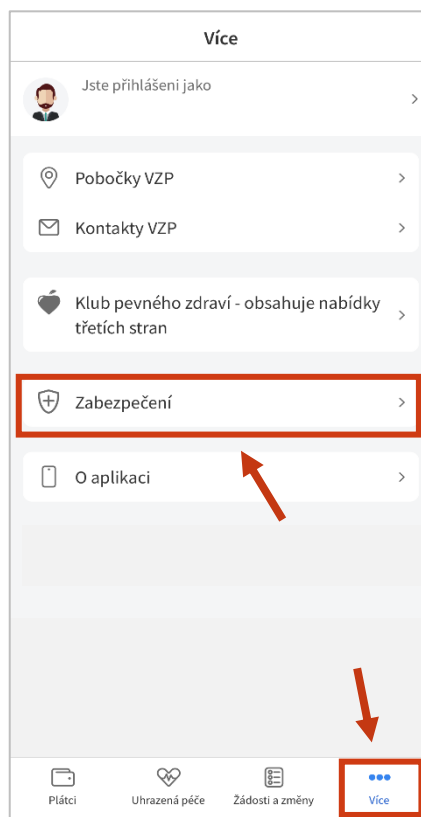 Více
Jste přihlášeni jako
Pobočky VZP
Kontakty VZP
Klub pevného zdraví - obsahuje nabídky
třetích stran
Zabezpečení
O aplikaci
Plátci
Uhrazená péče
Žádosti a změny
Více